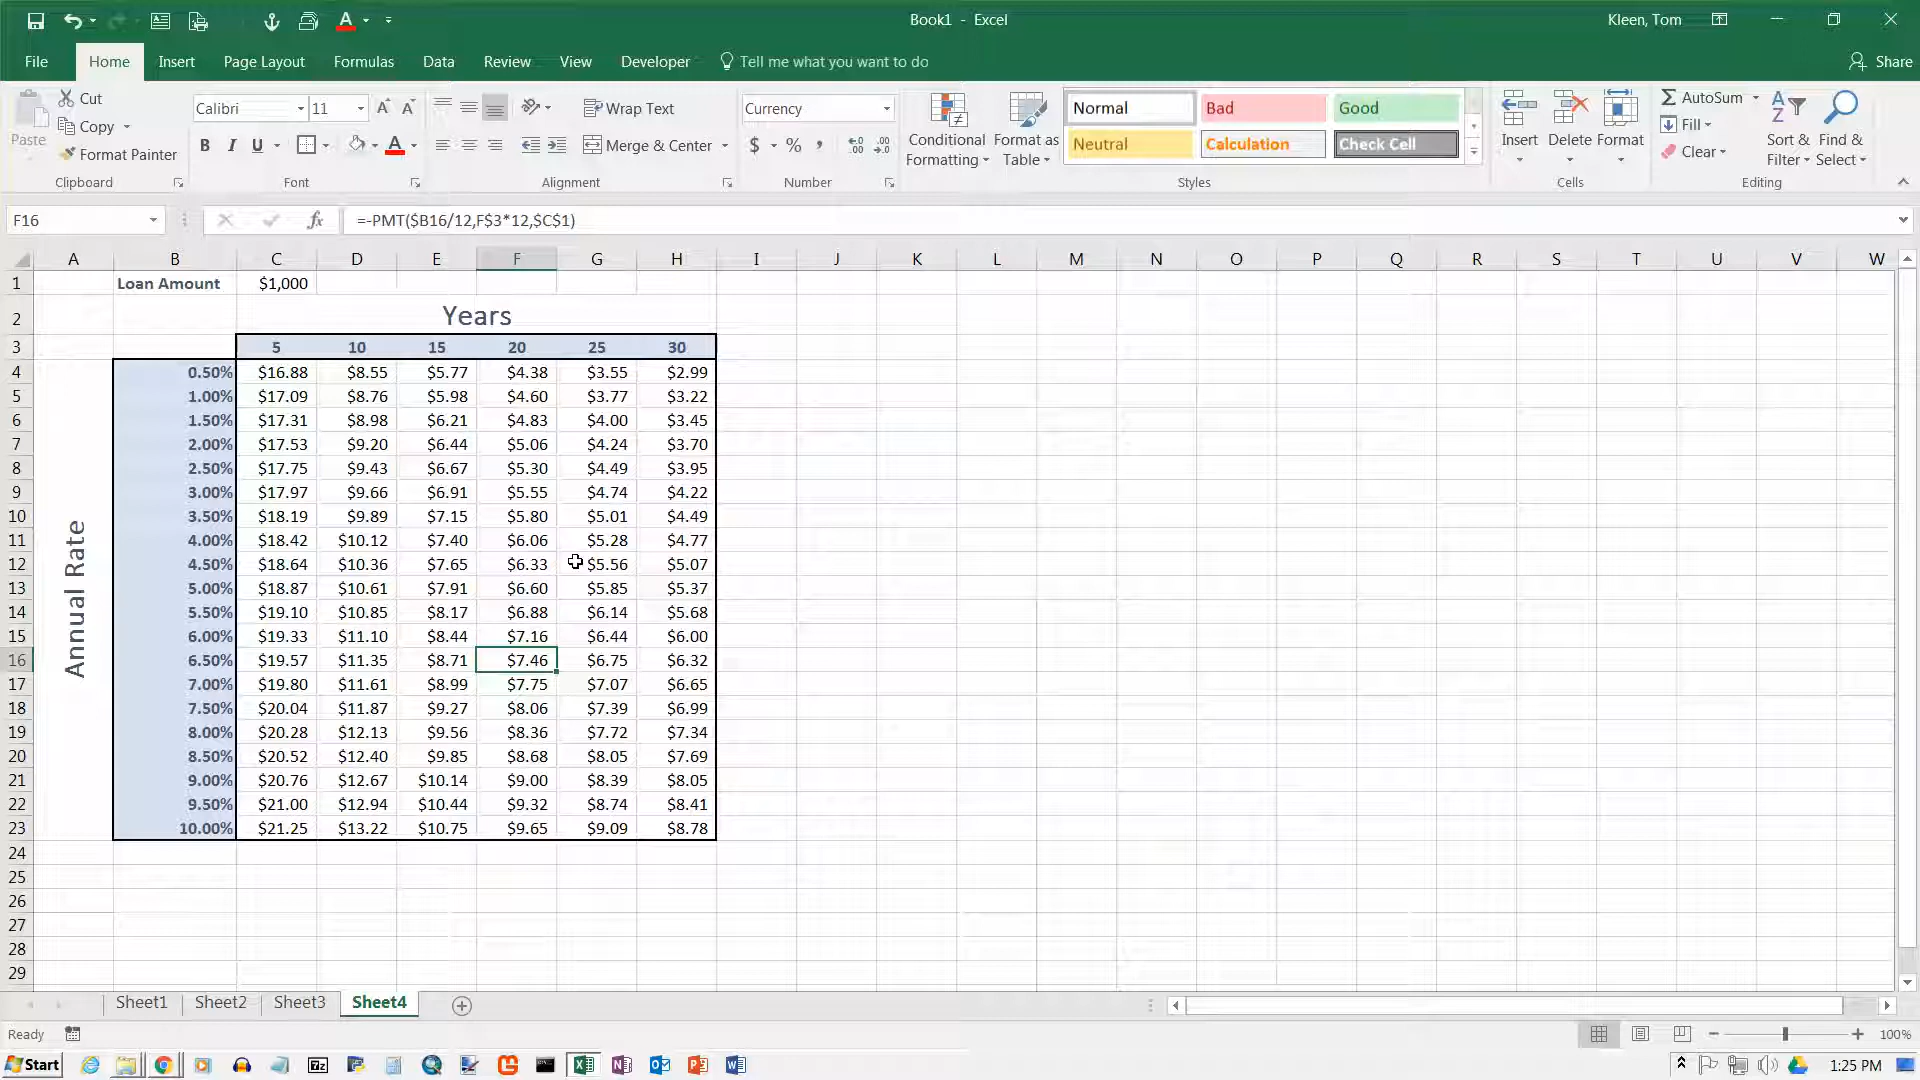 Book1 - Excel
Kleen, Tom
File Home Insert Page Layout Formulas Data Review View Developer Tell me what you want to do Share
Paste
Cut
Copy
Format Painter
Clipboard
Calibri 11
B I U
Font
Wrap Text
Merge & Center
Alignment
Currency
$ % ,
Number
Conditional Formatting
Format as Table
Normal Bad Good
Neutral Calculation Check Cell
Styles
Insert Delete Format
Cells
AutoSum
Fill
Clear
Sort & Filter
Find & Select
Editing
F16 fx =-PMT($B16/12,F$3*12,$C$1)
A B C D E F G H I J K L M N O P Q R S T U V W
1 Loan Amount $1,000
2 Years
3 5 10 15 20 25 30
Annual Rate
4 0.50% $16.88 $8.55 $5.77 $4.38 $3.55 $2.99
5 1.00% $17.09 $8.76 $5.98 $4.60 $3.77 $3.22
6 1.50% $17.31 $8.98 $6.21 $4.83 $4.00 $3.45
7 2.00% $17.53 $9.20 $6.44 $5.06 $4.24 $3.70
8 2.50% $17.75 $9.43 $6.67 $5.30 $4.49 $3.95
9 3.00% $17.97 $9.66 $6.91 $5.55 $4.74 $4.22
10 3.50% $18.19 $9.89 $7.15 $5.80 $5.01 $4.49
11 4.00% $18.42 $10.12 $7.40 $6.06 $5.28 $4.77
12 4.50% $18.64 $10.36 $7.65 $6.33 $5.56 $5.07
13 5.00% $18.87 $10.61 $7.91 $6.60 $5.85 $5.37
14 5.50% $19.10 $10.85 $8.17 $6.88 $6.14 $5.68
15 6.00% $19.33 $11.10 $8.44 $7.16 $6.44 $6.00
16 6.50% $19.57 $11.35 $8.71 $7.46 $6.75 $6.32
17 7.00% $19.80 $11.61 $8.99 $7.75 $7.07 $6.65
18 7.50% $20.04 $11.87 $9.27 $8.06 $7.39 $6.99
19 8.00% $20.28 $12.13 $9.56 $8.36 $7.72 $7.34
20 8.50% $20.52 $12.40 $9.85 $8.68 $8.05 $7.69
21 9.00% $20.76 $12.67 $10.14 $9.00 $8.39 $8.05
22 9.50% $21.00 $12.94 $10.44 $9.32 $8.74 $8.41
23 10.00% $21.25 $13.22 $10.75 $9.65 $9.09 $8.78
24
25
26
27
28
29
Sheet1 Sheet2 Sheet3 Sheet4
Ready
100%
Start
1:25 PM